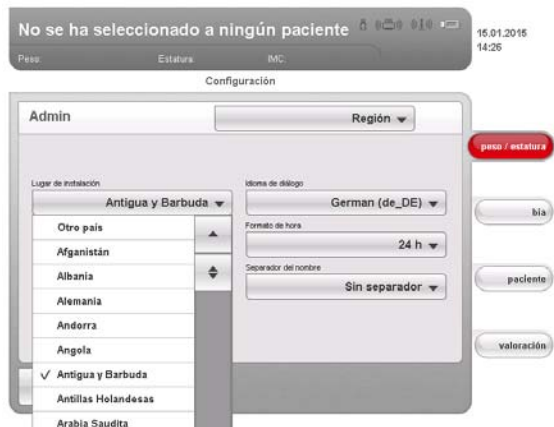 No se ha seleccionado a ningún paciente
15.01.2015
14:26
Peso: Estatura: IMC:
Configuración
Admin
Región
peso / estatura
bia
paciente
valoración
Lugar de instalación
Antigua y Barbuda
Idioma de diálogo
German (de_DE)
Formato de hora
24 h
Separador del nombre
Sin separador
Otro país
Afganistán
Albania
Alemania
Andorra
Angola
✓ Antigua y Barbuda
Antillas Holandesas
Arabia Saudita